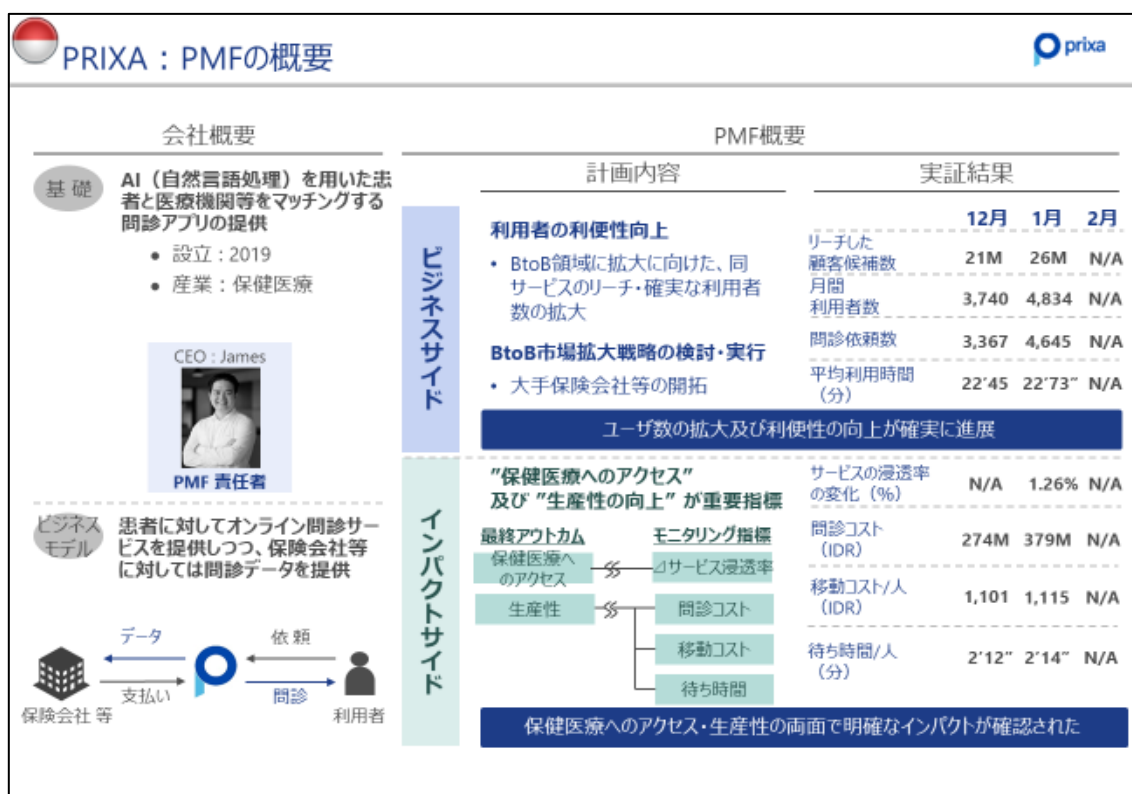 PRIXA：PMFの概要
prixa
会社概要
基 礎
AI（自然言語処理）を用いた患
者と医療機関等をマッチングする
問診アプリの提供
• 設立：2019
• 産業：保健医療
CEO : James
PMF 責任者
ビジネス
モデル
患者に対してオンライン問診サー
ビスを提供しつつ、保険会社等
に対しては問診データを提供
データ
依頼
支払い
問診
保険会社 等
利用者
PMF概要
計画内容
実証結果
ビジネスサイド
利用者の利便性向上
• BtoB領域に拡大に向けた、同
サービスのリーチ・確実な利用者
数の拡大
BtoB市場拡大戦略の検討・実行
• 大手保険会社等の開拓
12月 1月 2月
リーチした
顧客候補数 21M 26M N/A
月間
利用者数 3,740 4,834 N/A
問診依頼数 3,367 4,645 N/A
平均利用時間
（分） 22’45 22’73” N/A
ユーザ数の拡大及び利便性の向上が確実に進展
インパクトサイド
”保健医療へのアクセス”
及び ”生産性の向上” が重要指標
最終アウトカム
モニタリング指標
保健医療へ
のアクセス
⊿サービス浸透率
生産性
問診コスト
移動コスト
待ち時間
サービスの浸透率
の変化（%） N/A 1.26% N/A
問診コスト
（IDR） 274M 379M N/A
移動コスト/人
（IDR） 1,101 1,115 N/A
待ち時間/人
（分） 2’12” 2’14” N/A
保健医療へのアクセス・生産性の両面で明確なインパクトが確認された